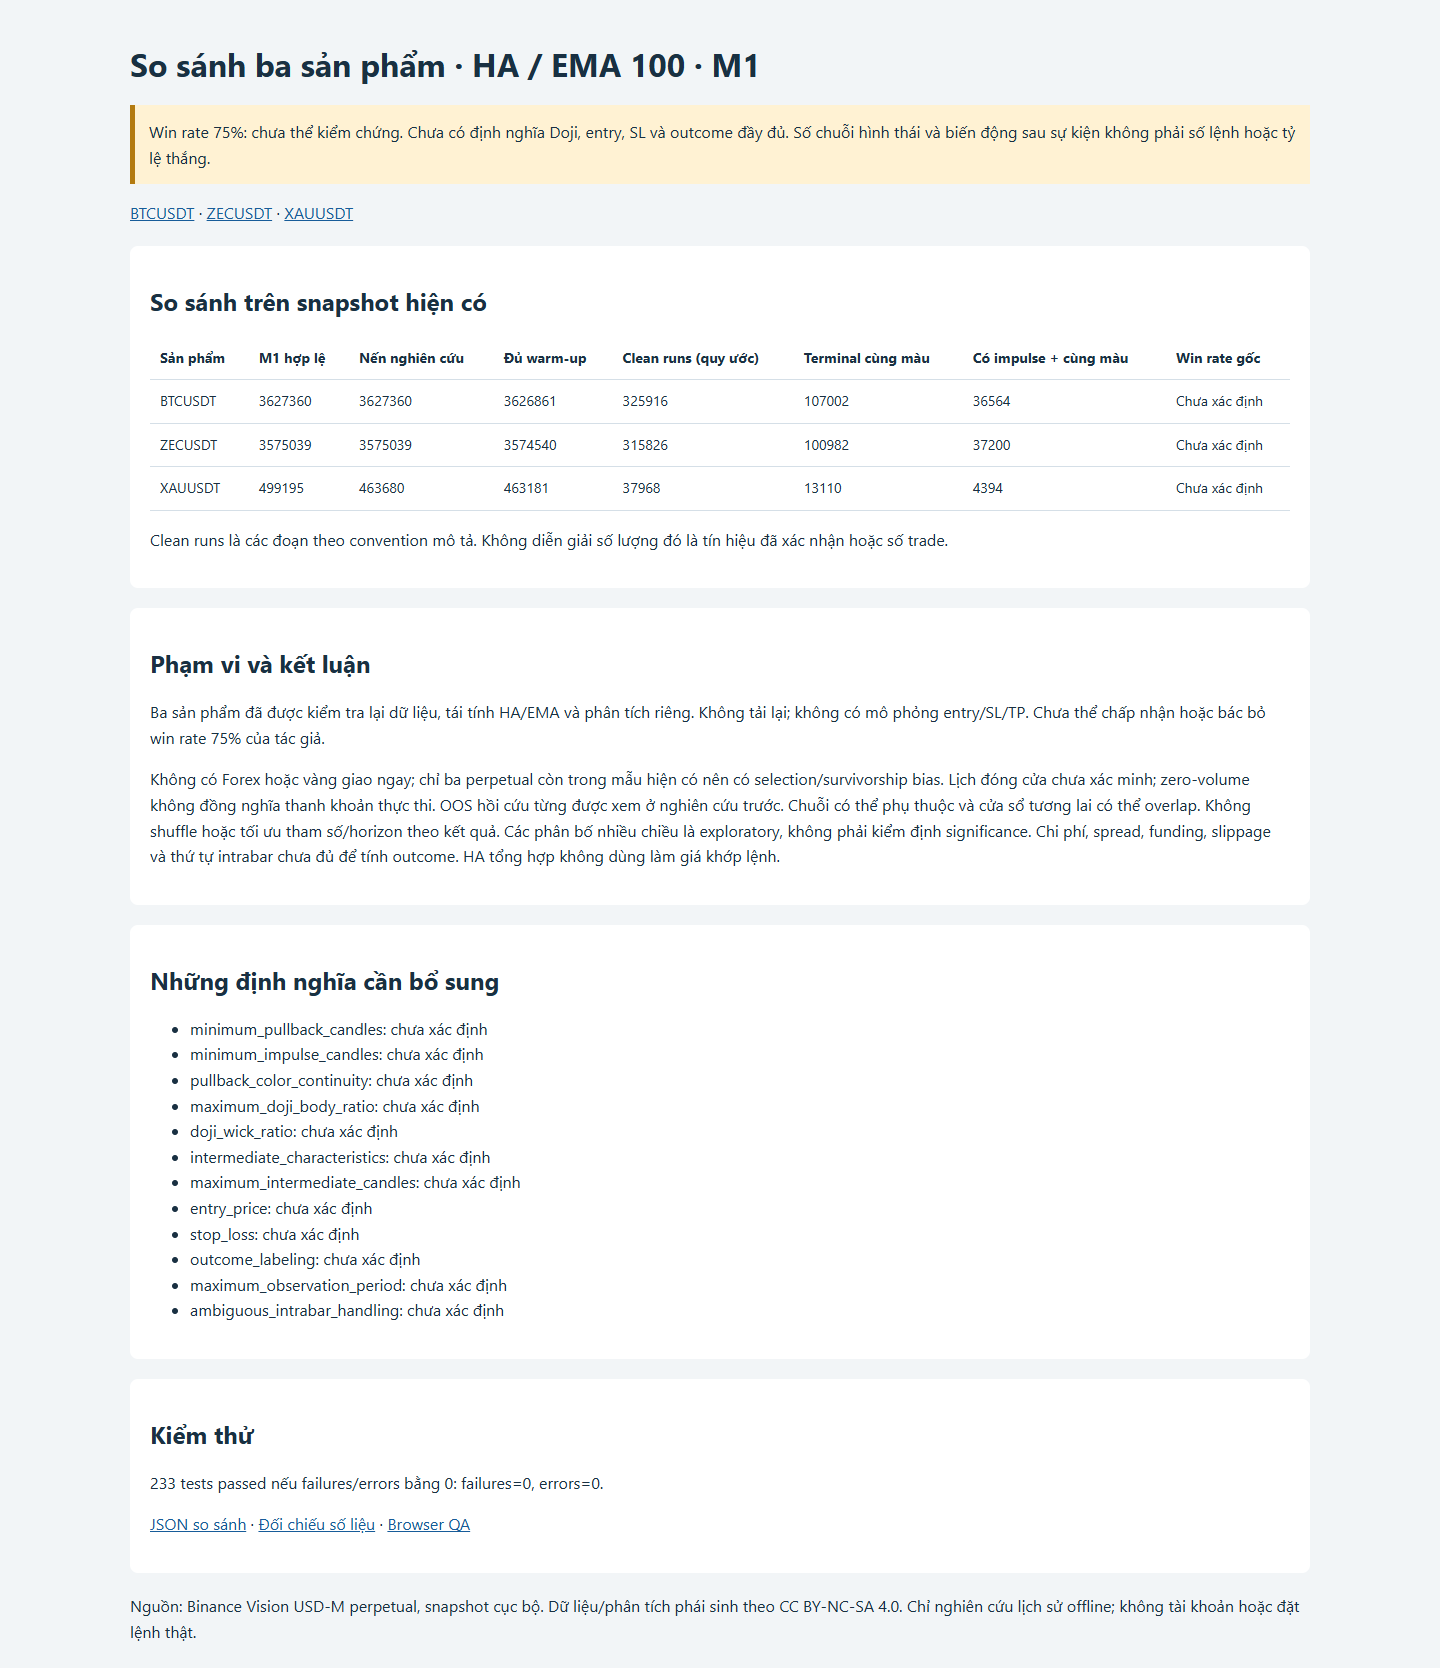 So sánh ba sản phẩm · HA / EMA 100 · M1
Win rate 75%: chưa thể kiểm chứng. Chưa có định nghĩa Doji, entry, SL và outcome đầy đủ. Số chuỗi hình thái và biến động sau sự kiện không phải số lệnh hoặc tỷ
lệ thắng.
BTCUSDT · ZECUSDT · XAUUSDT
So sánh trên snapshot hiện có
Sản phẩm M1 hợp lệ Nến nghiên cứu Đủ warm-up Clean runs (quy ước) Terminal cùng màu Có impulse + cùng màu Win rate gốc
BTCUSDT 3627360 3627360 3626861 325916 107002 36564 Chưa xác định
ZECUSDT 3575039 3575039 3574540 315826 100982 37200 Chưa xác định
XAUUSDT 499195 463680 463181 37968 13110 4394 Chưa xác định
Clean runs là các đoạn theo convention mô tả. Không diễn giải số lượng đó là tín hiệu đã xác nhận hoặc số trade.
Phạm vi và kết luận
Ba sản phẩm đã được kiểm tra lại dữ liệu, tái tính HA/EMA và phân tích riêng. Không tải lại; không có mô phỏng entry/SL/TP. Chưa thể chấp nhận hoặc bác bỏ
win rate 75% của tác giả.
Không có Forex hoặc vàng giao ngay; chỉ ba perpetual còn trong mẫu hiện có nên có selection/survivorship bias. Lịch đóng cửa chưa xác minh; zero-volume
không đồng nghĩa thanh khoản thực thi. OOS hồi cứu từng được xem ở nghiên cứu trước. Chuỗi có thể phụ thuộc và cửa sổ tương lai có thể overlap. Không
shuffle hoặc tối ưu tham số/horizon theo kết quả. Các phân bố nhiều chiều là exploratory, không phải kiểm định significance. Chi phí, spread, funding, slippage
và thứ tự intrabar chưa đủ để tính outcome. HA tổng hợp không dùng làm giá khớp lệnh.
Những định nghĩa cần bổ sung
• minimum_pullback_candles: chưa xác định
• minimum_impulse_candles: chưa xác định
• pullback_color_continuity: chưa xác định
• maximum_doji_body_ratio: chưa xác định
• doji_wick_ratio: chưa xác định
• intermediate_characteristics: chưa xác định
• maximum_intermediate_candles: chưa xác định
• entry_price: chưa xác định
• stop_loss: chưa xác định
• outcome_labeling: chưa xác định
• maximum_observation_period: chưa xác định
• ambiguous_intrabar_handling: chưa xác định
Kiểm thử
233 tests passed nếu failures/errors bằng 0: failures=0, errors=0.
JSON so sánh · Đối chiếu số liệu · Browser QA
Nguồn: Binance Vision USD-M perpetual, snapshot cục bộ. Dữ liệu/phân tích phái sinh theo CC BY-NC-SA 4.0. Chỉ nghiên cứu lịch sử offline; không tài khoản hoặc đặt
lệnh thật.